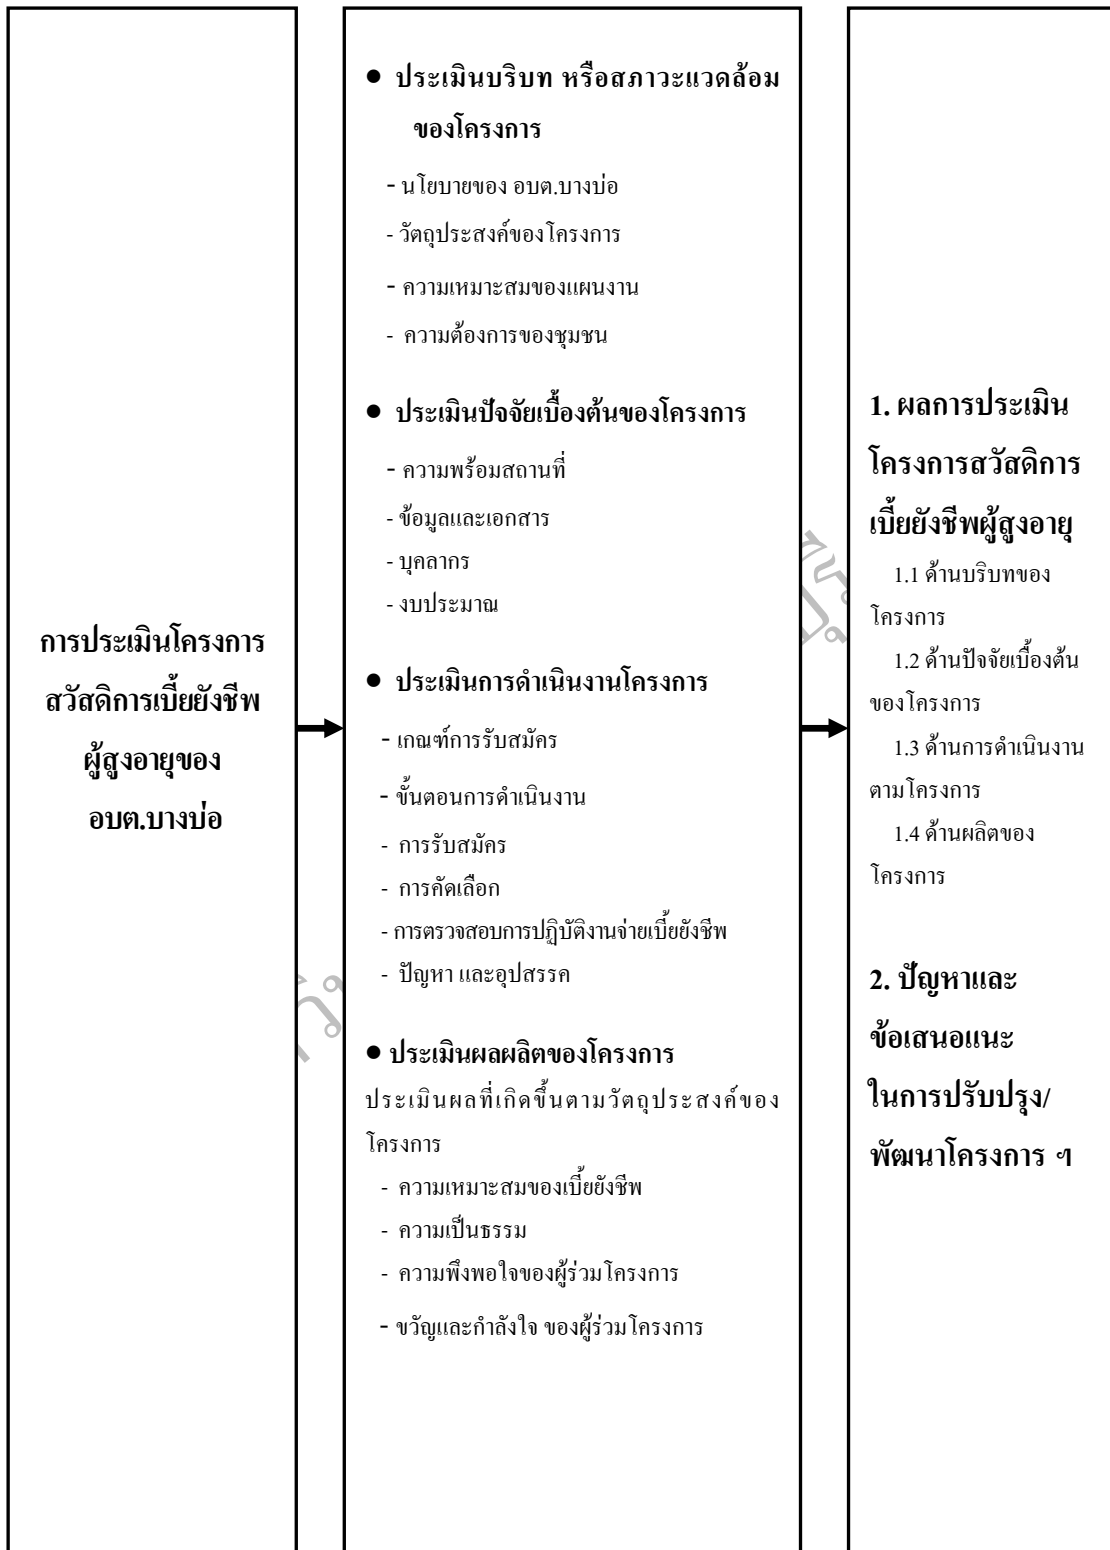 การประเมินโครงการ
สวัสดิการเบี้ยยังชีพ
ผู้สูงอายุของ
อบต.บางบ่อ
● ประเมินบริบท หรือสภาวะแวดล้อม
ของโครงการ
- นโยบายของ อบต.บางบ่อ
- วัตถุประสงค์ของโครงการ
- ความเหมาะสมของแผนงาน
- ความต้องการของชุมชน
● ประเมินปัจจัยเบื้องต้นของโครงการ
- ความพร้อมสถานที่
- ข้อมูลและเอกสาร
- บุคลากร
- งบประมาณ
● ประเมินการดำเนินงานโครงการ
- เกณฑ์การรับสมัคร
- ขั้นตอนการดำเนินงาน
- การรับสมัคร
- การคัดเลือก
- การตรวจสอบการปฏิบัติงานจ่ายเบี้ยยังชีพ
- ปัญหา และอุปสรรค
● ประเมินผลผลิตของโครงการ
ประเมินผลที่เกิดขึ้นตามวัตถุประสงค์ของ
โครงการ
- ความเหมาะสมของเบี้ยยังชีพ
- ความเป็นธรรม
- ความพึงพอใจของผู้ร่วมโครงการ
- ขวัญและกำลังใจ ของผู้ร่วมโครงการ
1. ผลการประเมิน
โครงการสวัสดิการ
เบี้ยยังชีพผู้สูงอายุ
1.1 ด้านบริบทของ
โครงการ
1.2 ด้านปัจจัยเบื้องต้น
ของโครงการ
1.3 ด้านการดำเนินงาน
ตามโครงการ
1.4 ด้านผลิตของ
โครงการ
2. ปัญหาและ
ข้อเสนอแนะ
ในการปรับปรุง/
พัฒนาโครงการ ฯ